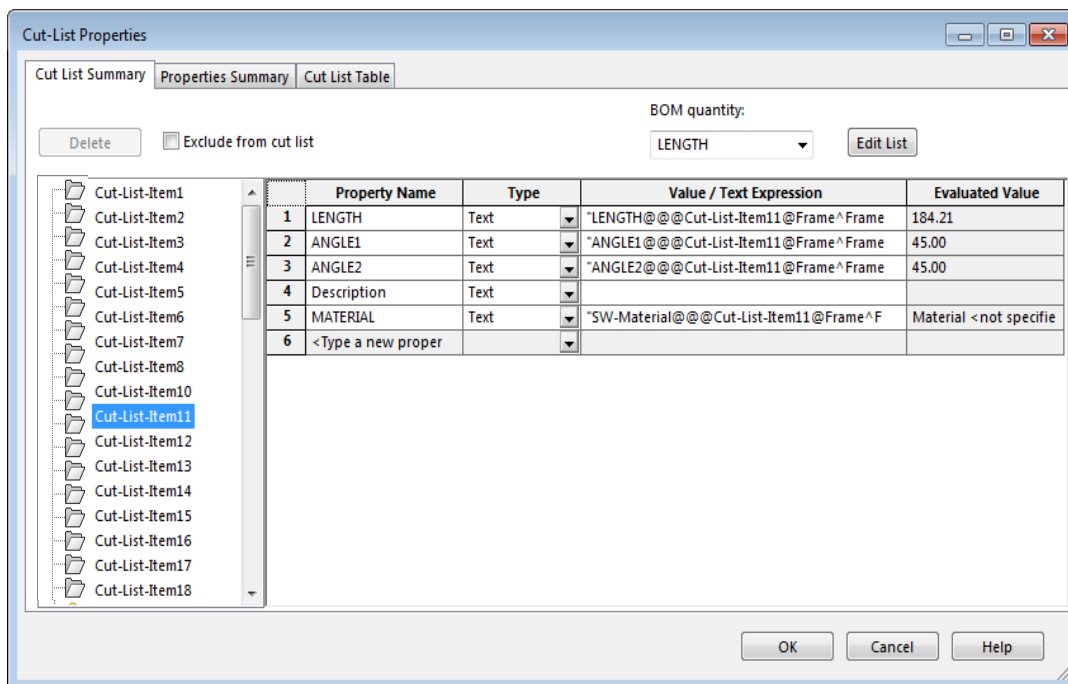 Cut-List Properties
Cut List Summary Properties Summary Cut List Table
BOM quantity:
Delete Exclude from cut list LENGTH Edit List
Cut-List-Item1
Cut-List-Item2
Cut-List-Item3
Cut-List-Item4
Cut-List-Item5
Cut-List-Item6
Cut-List-Item7
Cut-List-Item8
Cut-List-Item10
Cut-List-Item11
Cut-List-Item12
Cut-List-Item13
Cut-List-Item14
Cut-List-Item15
Cut-List-Item16
Cut-List-Item17
Cut-List-Item18
Property Name Type Value / Text Expression Evaluated Value
1 LENGTH Text "LENGTH@@@Cut-List-Item11@Frame^Frame 184.21
2 ANGLE1 Text "ANGLE1@@@Cut-List-Item11@Frame^Frame 45.00
3 ANGLE2 Text "ANGLE2@@@Cut-List-Item11@Frame^Frame 45.00
4 Description Text
5 MATERIAL Text "SW-Material@@@Cut-List-Item11@Frame^F Material <not specifie
6 <Type a new proper
OK Cancel Help